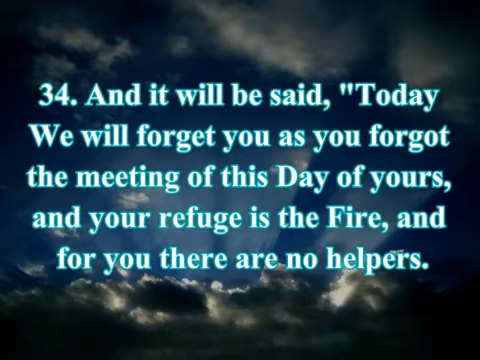 34. And it will be said, "Today
We will forget you as you forgot
the meeting of this Day of yours,
and your refuge is the Fire, and
for you there are no helpers.